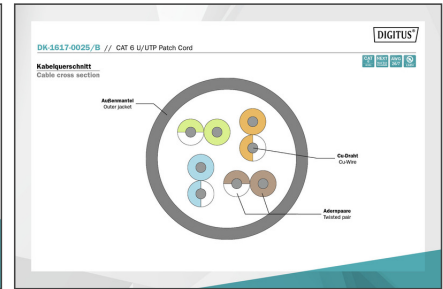 DIGITUS®
DK-1617-0025/B // CAT 6 U/UTP Patch Cord
Kabelquerschnitt
Cable cross section
Außenmantel
Outer jacket
Cu-Draht
Cu-Wire
Adernpaare
Twisted pair